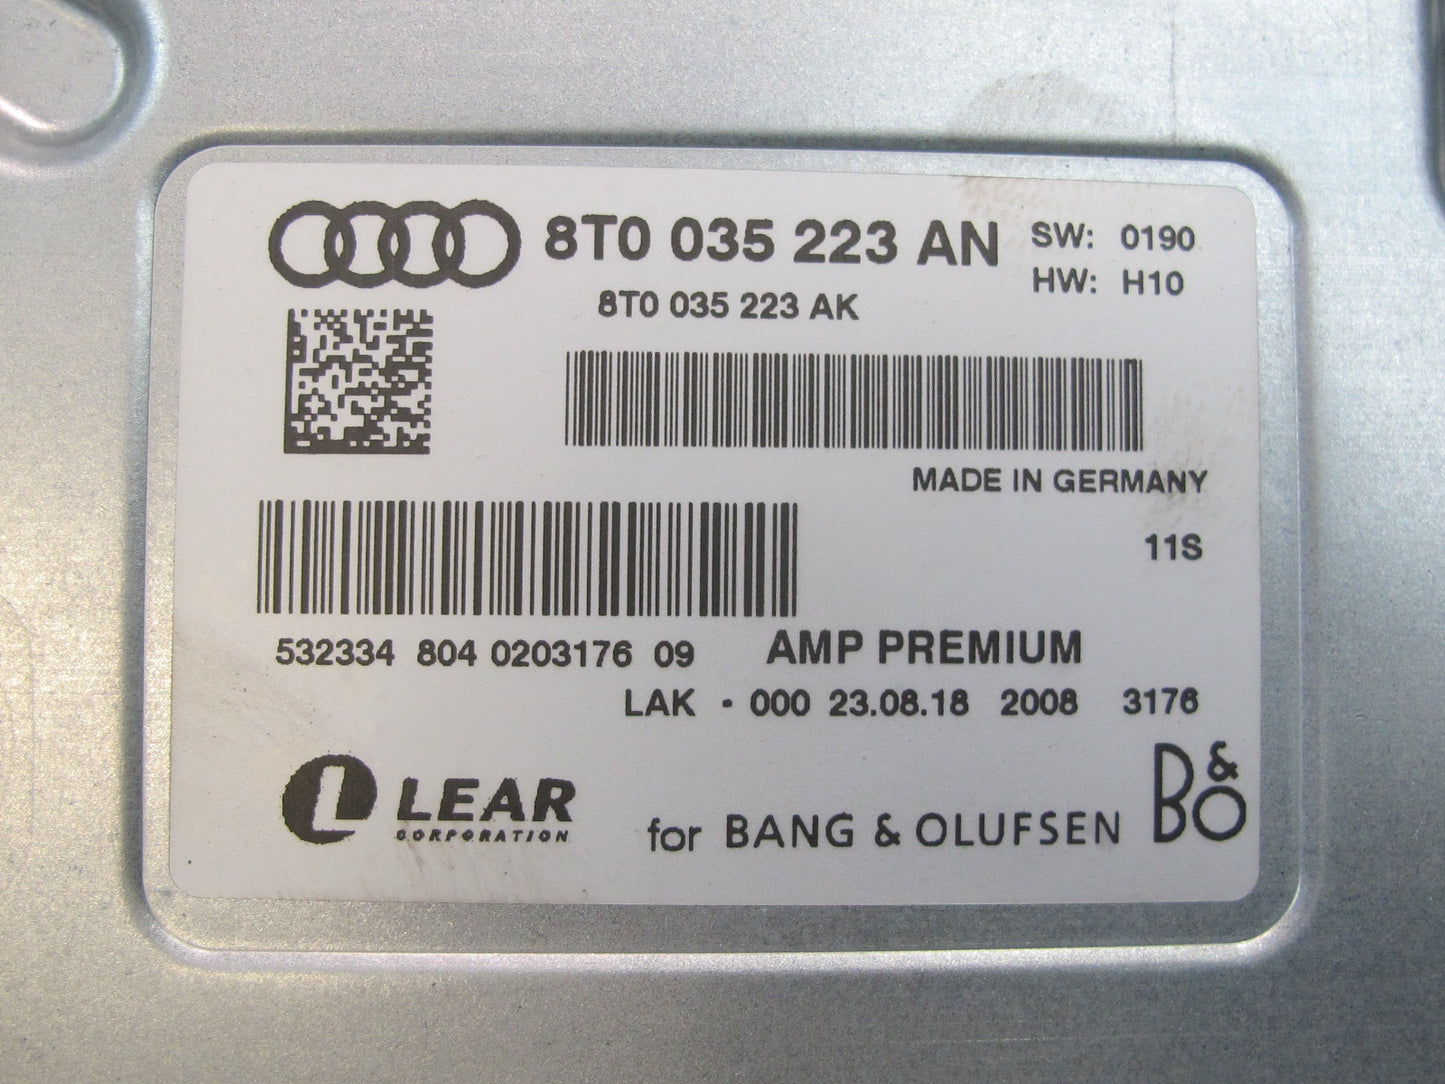 8T0 035 223 AN SW: 0190
8T0 035 223 AK HW: H10
MADE IN GERMANY
11S
532334 804 0203176 09 AMP PREMIUM
LAK · 000 23.08.18 2008 3176
L LEAR
CORPORATION
for BANG & OLUFSEN B&O